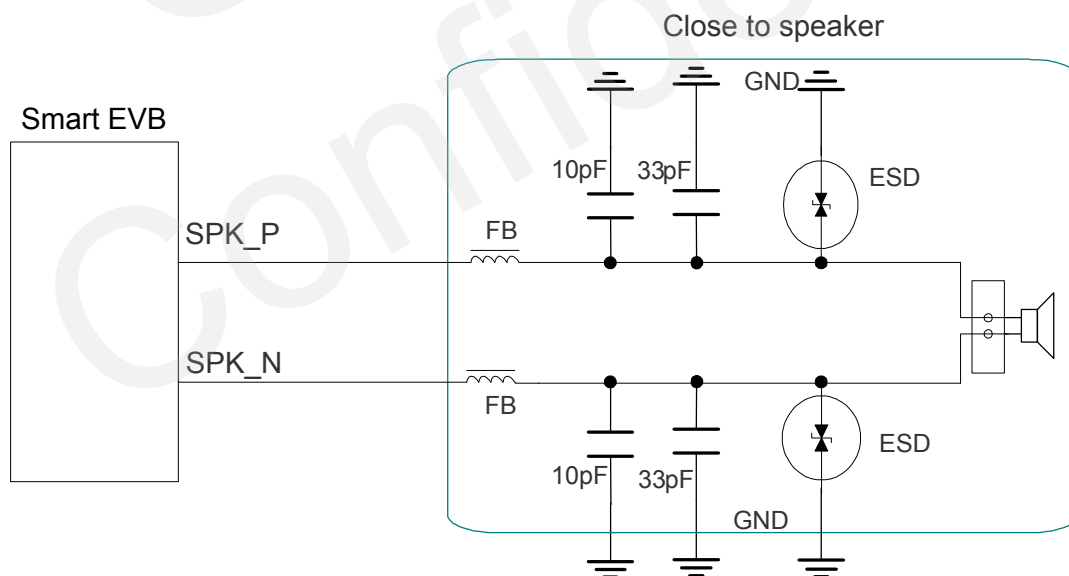 Close to speaker
GND
Smart EVB
10pF
33pF
ESD
SPK_P
FB
SPK_N
FB
ESD
10pF
33pF
GND